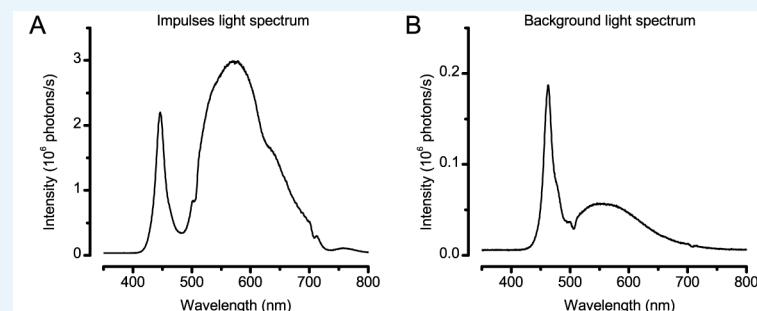 A
Impulses light spectrum
Intensity (10⁶ photons/s)
3
2
1
0
400 500 600 700 800
Wavelength (nm)
B
Background light spectrum
Intensity (10⁶ photons/s)
0.2
0.1
0.0
400 500 600 700 800
Wavelength (nm)